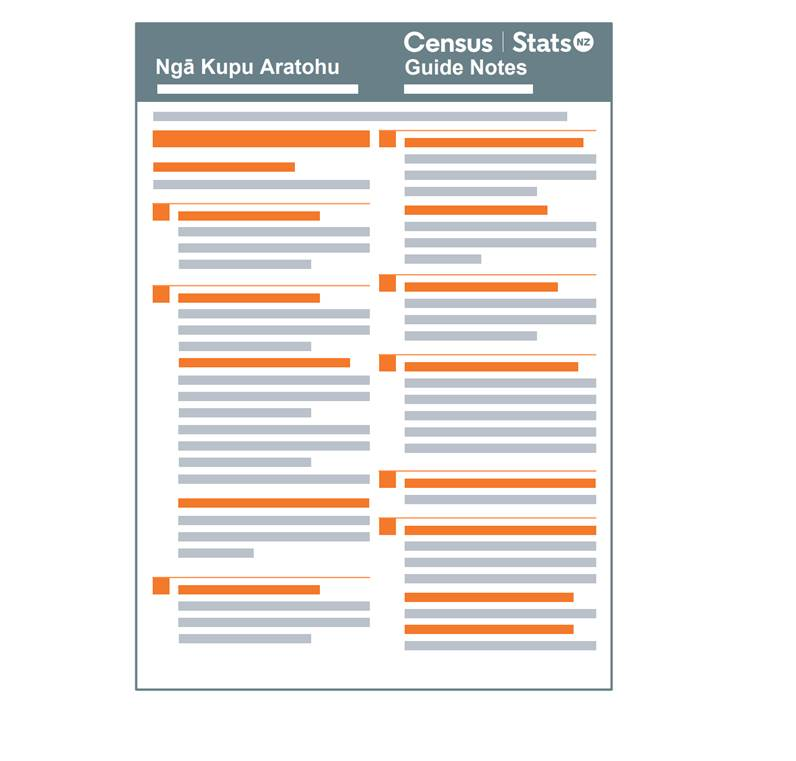 Census | Stats NZ
Ngā Kupu Aratohu
Guide Notes